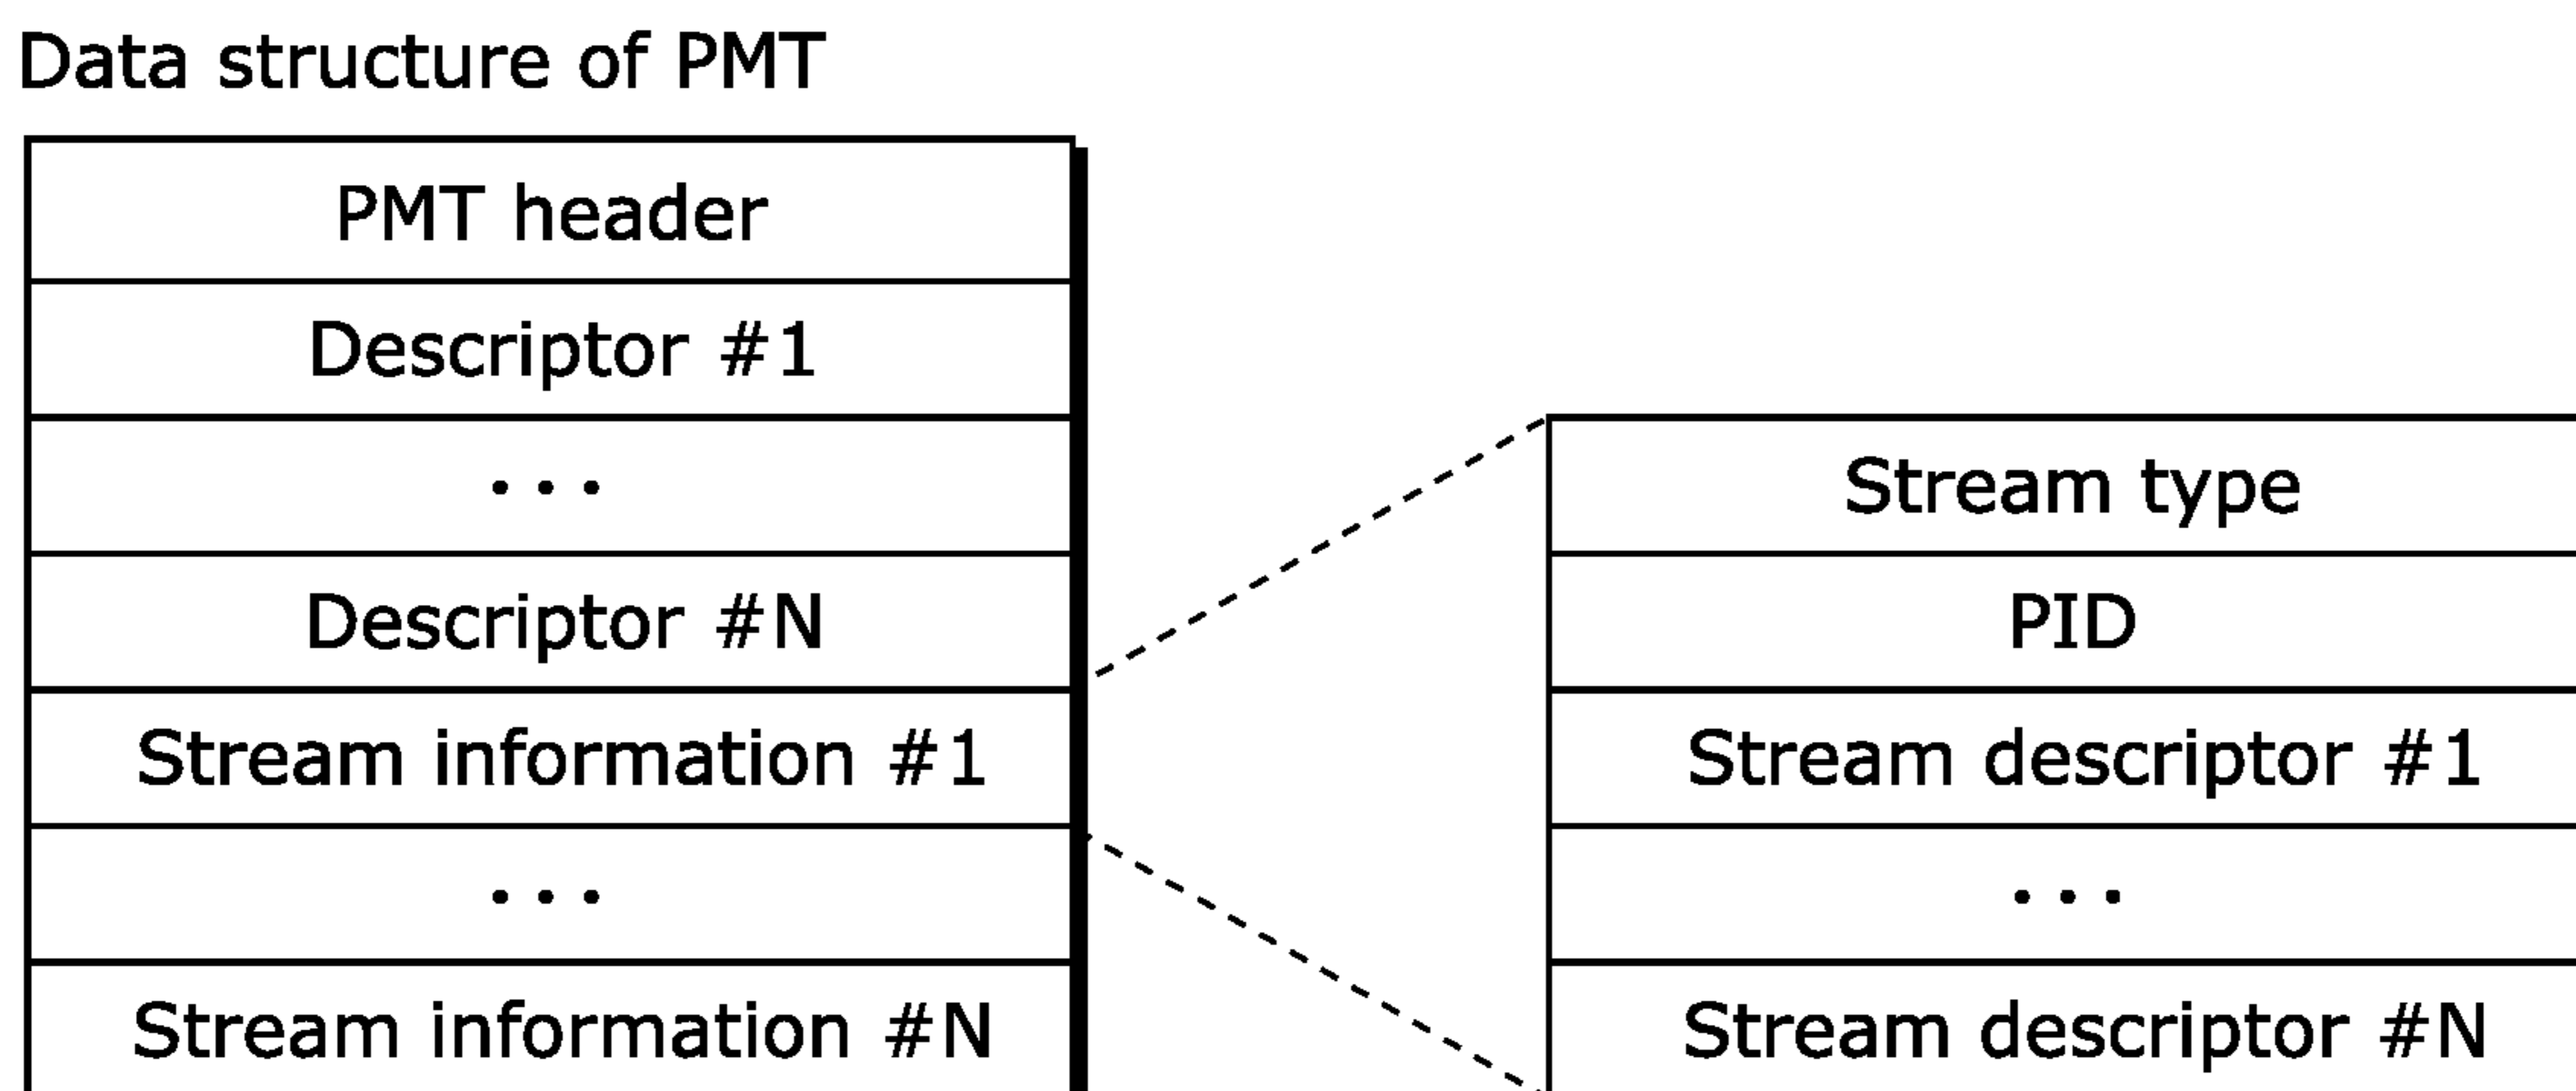 Data structure of PMT
PMT header
Descriptor #1
...
Descriptor #N
Stream information #1
...
Stream information #N
Stream type
PID
Stream descriptor #1
...
Stream descriptor #N